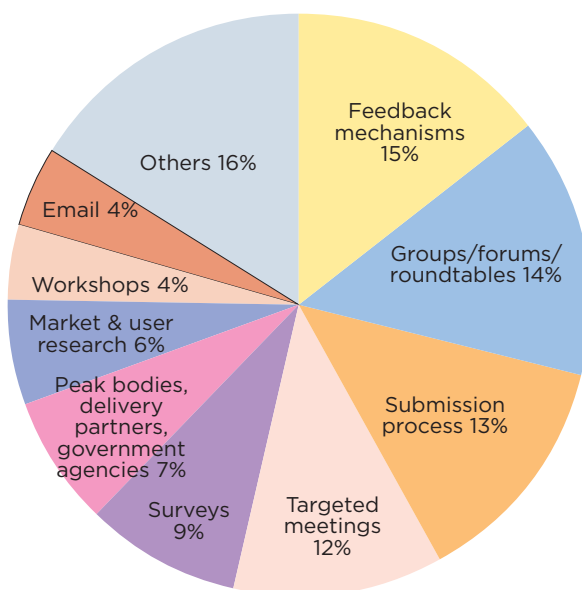 Feedback
mechanisms
15%
Groups/forums/
roundtables 14%
Submission
process 13%
Targeted
meetings
12%
Surveys
9%
Peak bodies,
delivery
partners,
government
agencies 7%
Market & user
research 6%
Workshops 4%
Email 4%
Others 16%